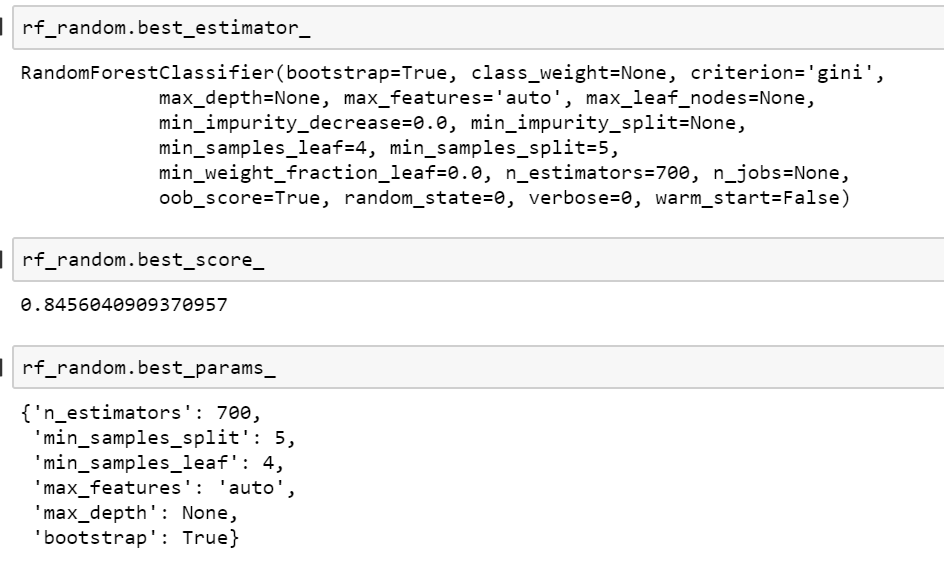 rf_random.best_estimator_
RandomForestClassifier(bootstrap=True, class_weight=None, criterion='gini',
max_depth=None, max_features='auto', max_leaf_nodes=None,
min_impurity_decrease=0.0, min_impurity_split=None,
min_samples_leaf=4, min_samples_split=5,
min_weight_fraction_leaf=0.0, n_estimators=700, n_jobs=None,
oob_score=True, random_state=0, verbose=0, warm_start=False)
rf_random.best_score_
0.8456040909370957
rf_random.best_params_
{'n_estimators': 700,
'min_samples_split': 5,
'min_samples_leaf': 4,
'max_features': 'auto',
'max_depth': None,
'bootstrap': True}